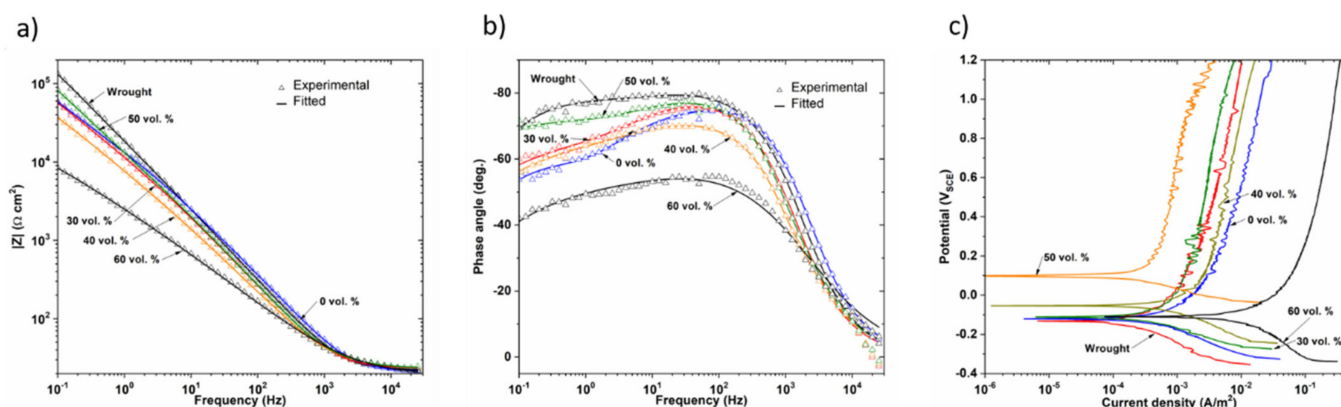 a)
10⁵
10⁴
10³
10²
|Z| (Ω cm²)
Wrought
50 vol. %
30 vol. %
40 vol. %
60 vol. %
0 vol. %
Experimental
Fitted
10⁻¹ 10⁰ 10¹ 10² 10³ 10⁴
Frequency (Hz)
b)
-80
-60
-40
-20
0
Phase angle (deg.)
Wrought
50 vol. %
Experimental
Fitted
30 vol. %
0 vol. %
40 vol. %
60 vol. %
10⁻¹ 10⁰ 10¹ 10² 10³ 10⁴
Frequency (Hz)
c)
1.2
1.0
0.8
0.6
0.4
0.2
0.0
-0.2
-0.4
Potential (V_SCE)
40 vol. %
0 vol. %
50 vol. %
60 vol. %
30 vol. %
Wrought
10⁻⁶ 10⁻⁵ 10⁻⁴ 10⁻³ 10⁻² 10⁻¹
Current density (A/m²)